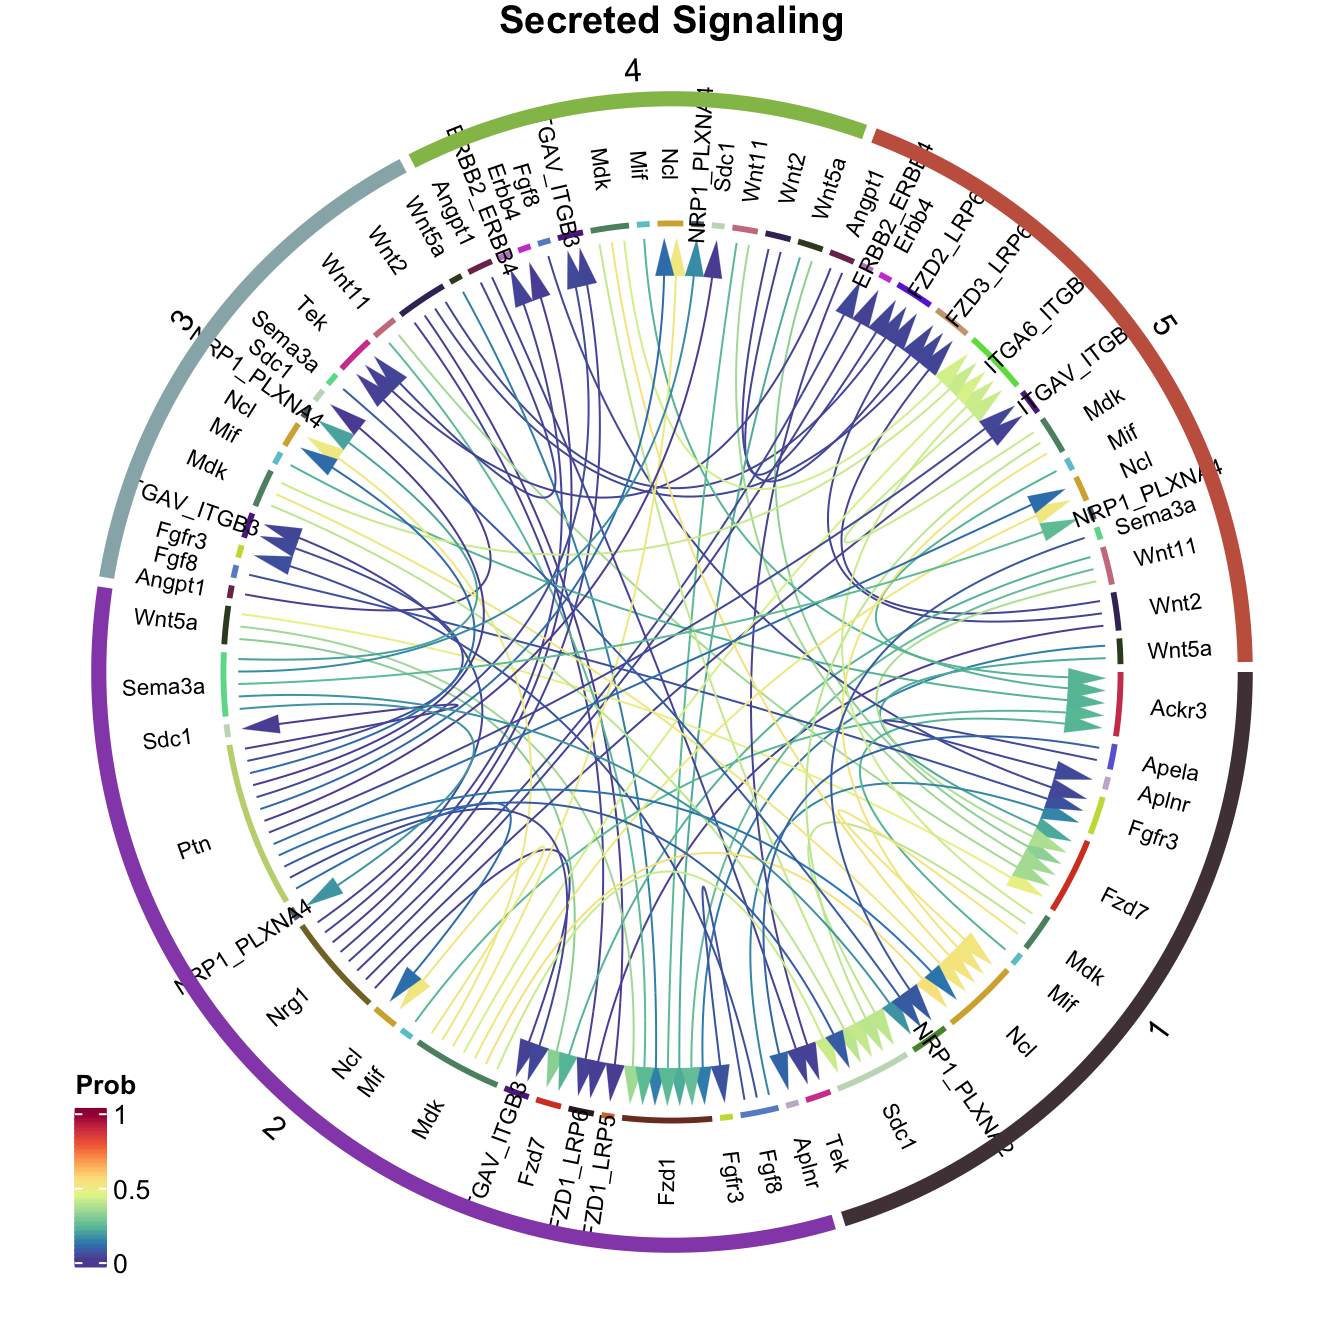 Secreted Signaling
4
Mdk
Mif
Ncl
NRP1_PLXNA4
Sdc1
Wnt11
Wnt2
Wnt5a
5
Angpt1
ERBB2_ERBB4
Erbb4
FZD2_LRP6
FZD3_LRP6
ITGA6_ITGB
ITGAV_ITGB
Mdk
Mif
Ncl
NRP1_PLXNA4
Sema3a
Wnt11
Wnt2
Wnt5a
1
Ackr3
Apela
Aplnr
Fgfr3
Fzd7
Mdk
Mif
Ncl
NRP1_PLXNA2
Sdc1
Tek
2
Aplnr
Fgf8
Fgfr3
Fzd1
FZD1_LRP5
FZD1_LRP6
Fzd7
TGAV_ITGB3
Mdk
Mif
Ncl
Nrg1
NRP1_PLXNA4
Ptn
Sdc1
Sema3a
Wnt5a
3
Angpt1
Fgf8
Fgfr3
TGAV_ITGB3
Mdk
Mif
Ncl
NRP1_PLXNA4
Sdc1
Sema3a
Tek
Wnt11
Wnt2
Wnt5a
Angpt1
ERBB2_ERBB4
Erbb4
Fgf8
TGAV_ITGB3
Prob
1
0.5
0